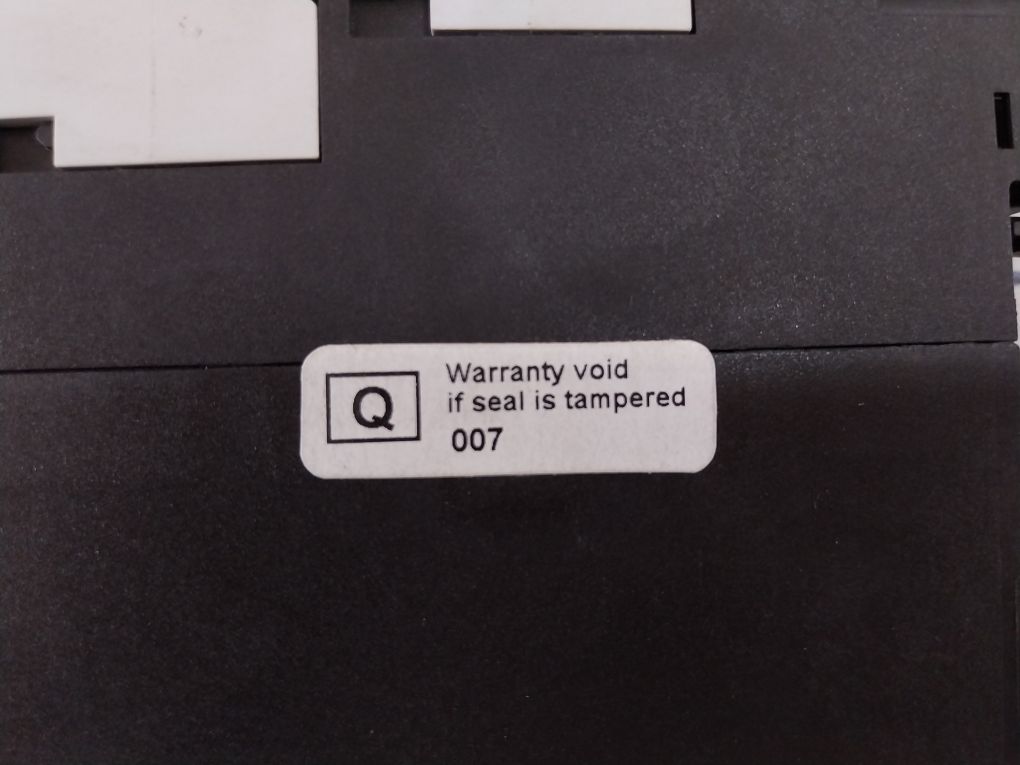 Q
Warranty void
if seal is tampered
007